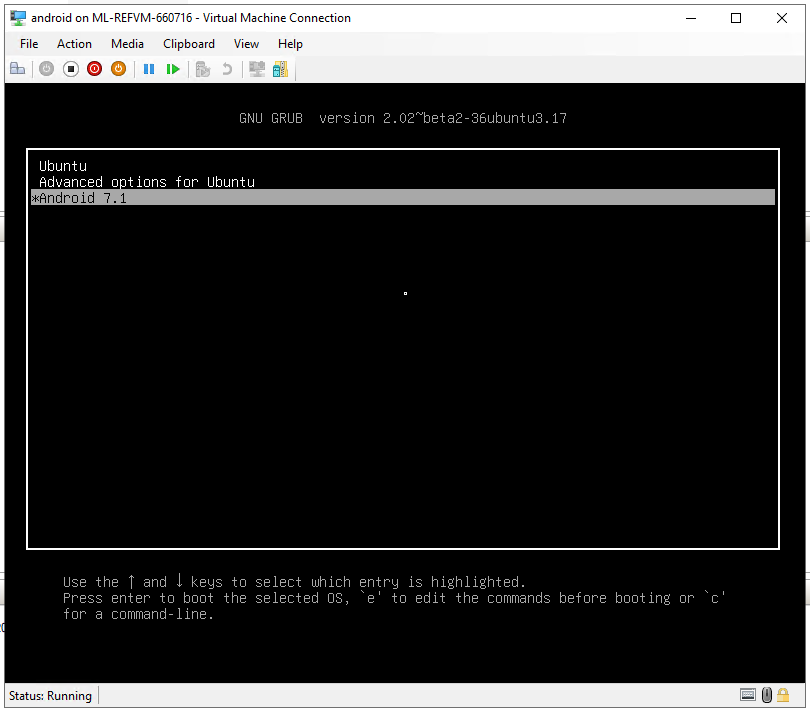 android on ML-REFVM-660716 - Virtual Machine Connection
File Action Media Clipboard View Help
GNU GRUB version 2.02~beta2-36ubuntu3.17
Ubuntu
Advanced options for Ubuntu
*Android 7.1
Use the ↑ and ↓ keys to select which entry is highlighted.
Press enter to boot the selected OS, `e' to edit the commands before booting or `c'
for a command-line.
Status: Running